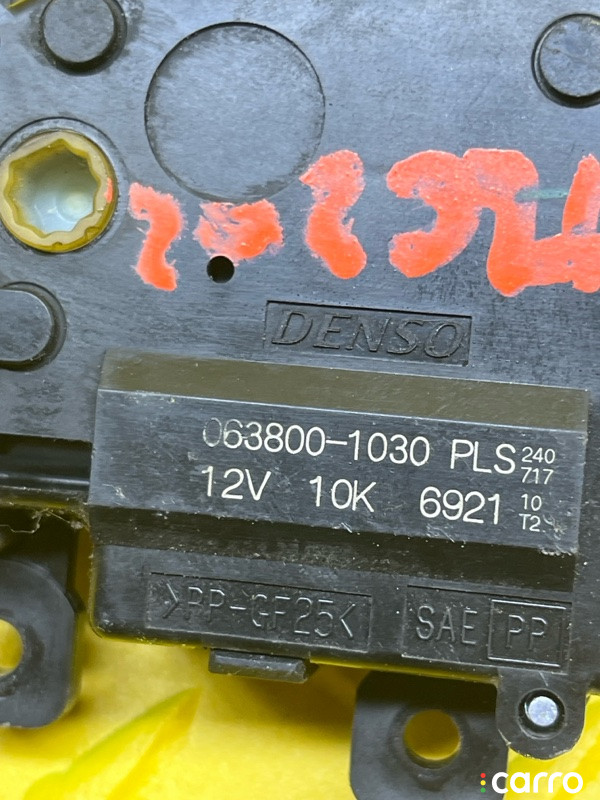 DENSO
063800-1030 PLS 240
717
12V 10K 6921 10
T2
>PP-GF25<
SAE PP
carro